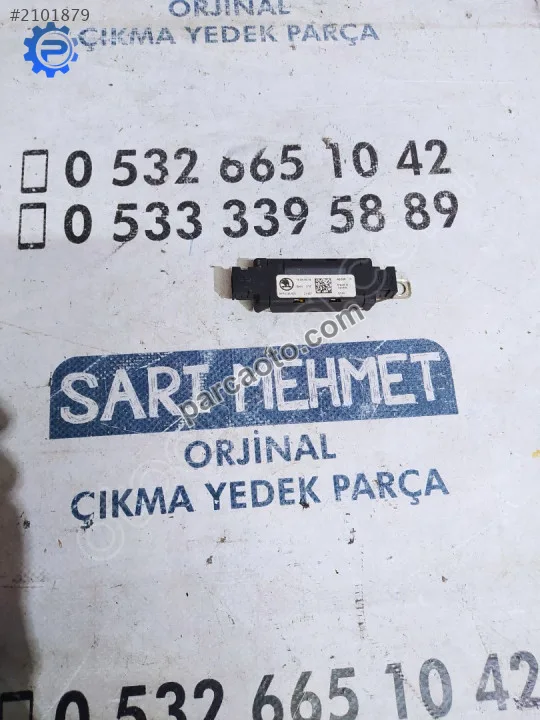 #2101879
ORJİNAL
ÇIKMA YEDEK PARÇA
0 532 665 10 42
0 533 339 58 89
SARI MEHMET
parcaoto.com
ORJİNAL
ÇIKMA YEDEK PARÇA
0 532 665 10 42